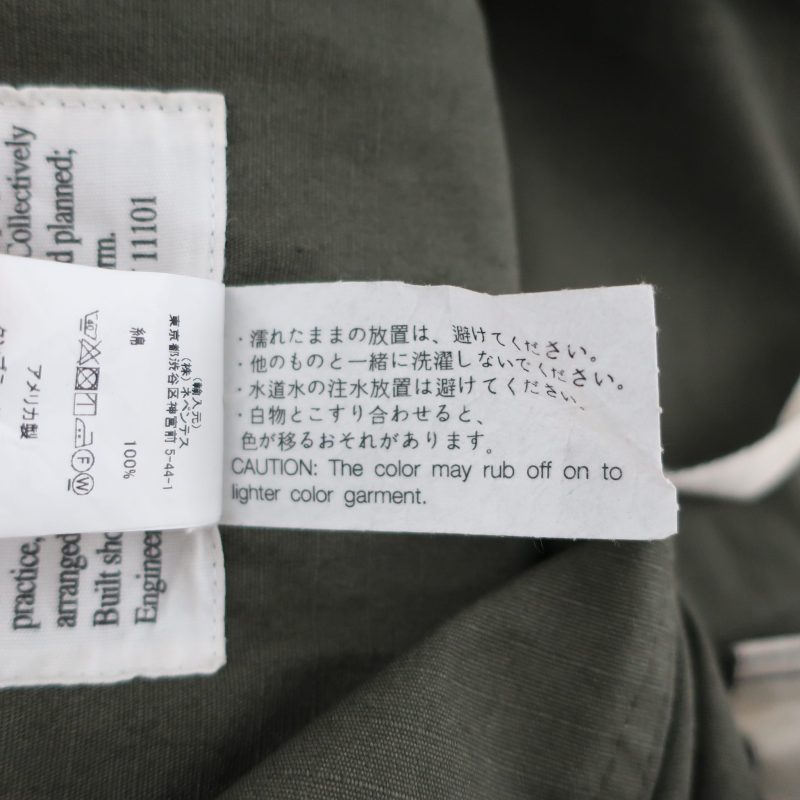 ・濡れたままの放置は、避けてください。
・他のものと一緒に洗濯しないでください。
・水道水の注水放置は避けてください。
・白物とこすり合わせると、
色が移るおそれがあります。
CAUTION: The color may rub off on to
lighter color garment.
(輸入元)
(株)ネペンテス
東京都渋谷区神宮前 5-44-1
綿 100%
40
F W
アメリカ製
Collectively
practice,
planned;
arranged
Built sho
rm.
Engineer
11101